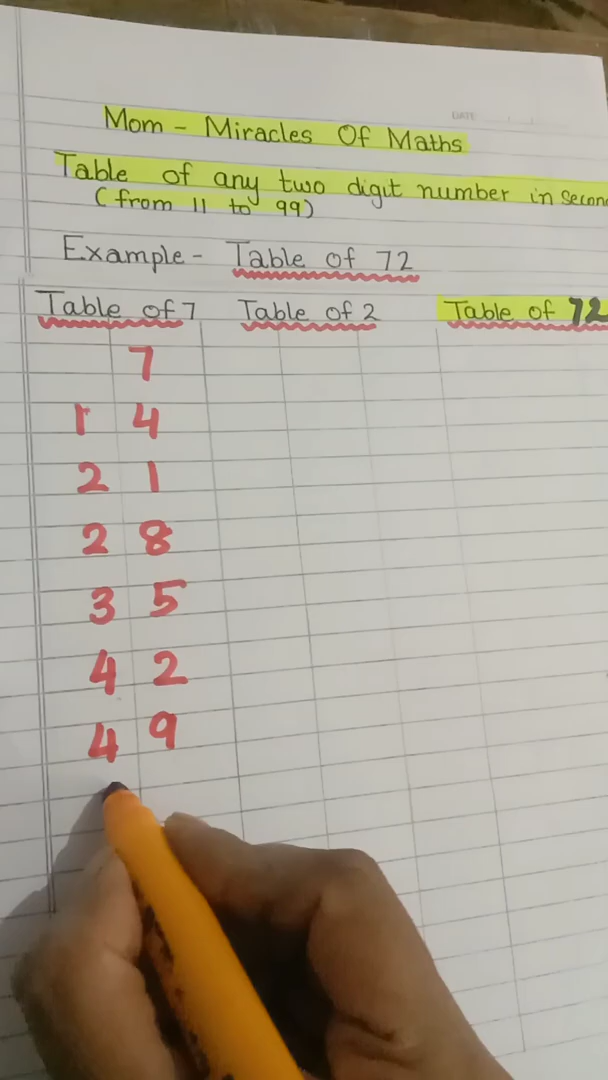 DATE
Mom - Miracles Of Maths
Table of any two digit number in Secon
(from 11 to 99)
Example - Table of 72
Table of 7 Table of 2 Table of 72
7
1 4
2 1
2 8
3 5
4 2
4 9